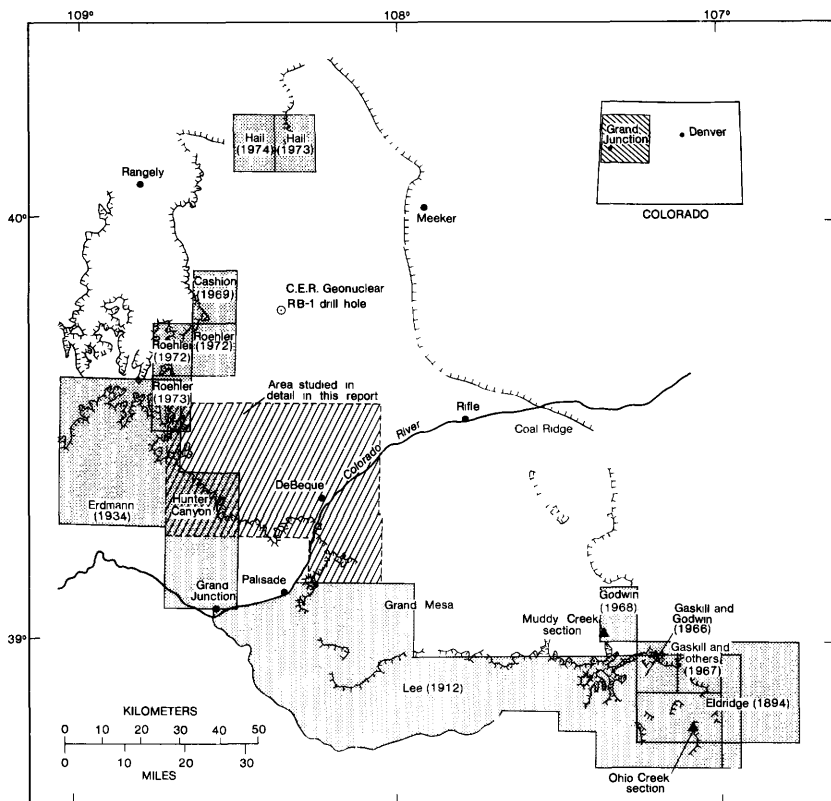 109°
108°
107°
Hail
(1974)
Hail
(1973)
Grand
Junction
Denver
COLORADO
Rangely
40°
Meeker
Cashion
(1969)
C.E.R. Geonuclear
RB-1 drill hole
Roehler
(1972)
Roehler
(1972)
Roehler
(1973)
Area studied in
detail in this report
Rifle
Colorado River
Coal Ridge
DeBeque
Hunter
Canyon
Erdmann
(1934)
Palisade
Grand
Junction
Grand Mesa
39°
Godwin
(1968)
Muddy Creek
section
Gaskill and
Godwin
(1966)
Gaskill and
others
(1967)
Lee (1912)
Eldridge (1894)
KILOMETERS
0 10 20 30 40 50
0 10 20 30
MILES
Ohio Creek
section